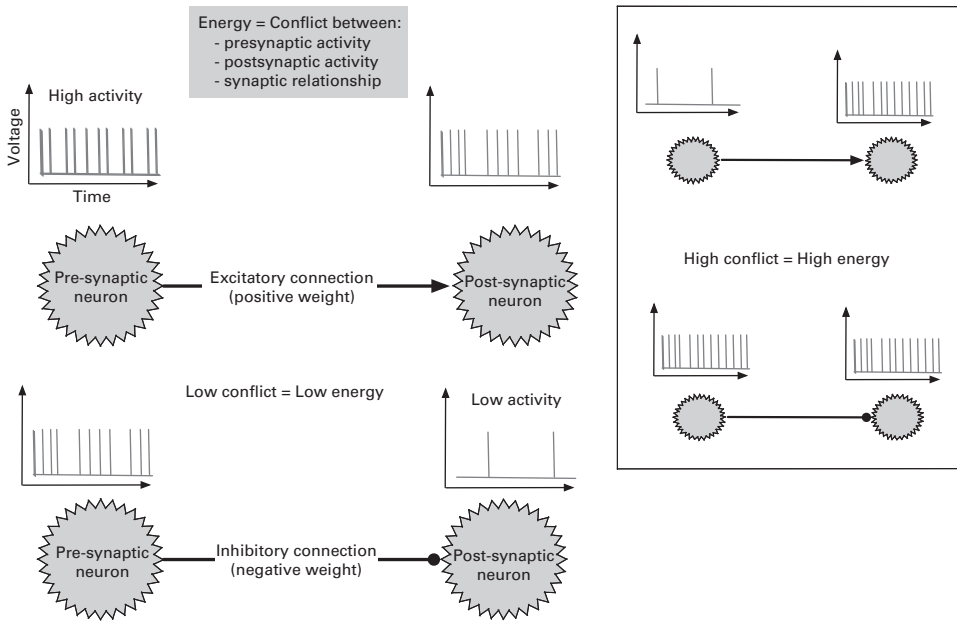 Energy = Conflict between:
- presynaptic activity
- postsynaptic activity
- synaptic relationship
High activity
Voltage
Time
Pre-synaptic
neuron
Excitatory connection
(positive weight)
Post-synaptic
neuron
Low conflict = Low energy
Low activity
Pre-synaptic
neuron
Inhibitory connection
(negative weight)
Post-synaptic
neuron
High conflict = High energy